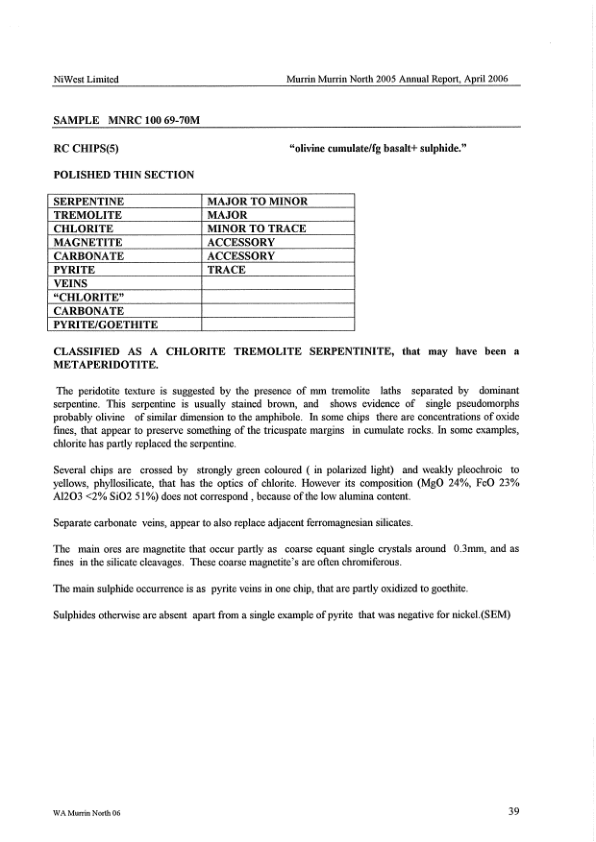 NiWest Limited Murrin Murrin North 2005 Annual Report, April 2006
SAMPLE MNRC 100 69-70M
RC CHIPS(5) “olivine cumulate/fg basalt+ sulphide.”
POLISHED THIN SECTION
SERPENTINE MAJOR TO MINOR
TREMOLITE MAJOR
CHLORITE MINOR TO TRACE
MAGNETITE ACCESSORY
CARBONATE ACCESSORY
PYRITE TRACE
VEINS
“CHLORITE”
CARBONATE
PYRITE/GOETHITE
CLASSIFIED AS A CHLORITE TREMOLITE SERPENTINITE, that may have been a
METAPERIDOTITE.
The peridotite texture is suggested by the presence of mm tremolite laths separated by dominant
serpentine. This serpentine is usually stained brown, and shows evidence of single pseudomorphs
probably olivine of similar dimension to the amphibole. In some chips there are concentrations of oxide
fines, that appear to preserve something of the tricuspate margins in cumulate rocks. In some examples,
chlorite has partly replaced the serpentine.
Several chips are crossed by strongly green coloured ( in polarized light) and weakly pleochroic to
yellows, phyllosilicate, that has the optics of chlorite. However its composition (MgO 24%, FeO 23%
Al2O3 <2% SiO2 51%) does not correspond , because of the low alumina content.
Separate carbonate veins, appear to also replace adjacent ferromagnesian silicates.
The main ores are magnetite that occur partly as coarse equant single crystals around 0.3mm, and as
fines in the silicate cleavages. These coarse magnetite’s are often chromiferous.
The main sulphide occurrence is as pyrite veins in one chip, that are partly oxidized to goethite.
Sulphides otherwise are absent apart from a single example of pyrite that was negative for nickel.(SEM)
WA Murrin North 06 39